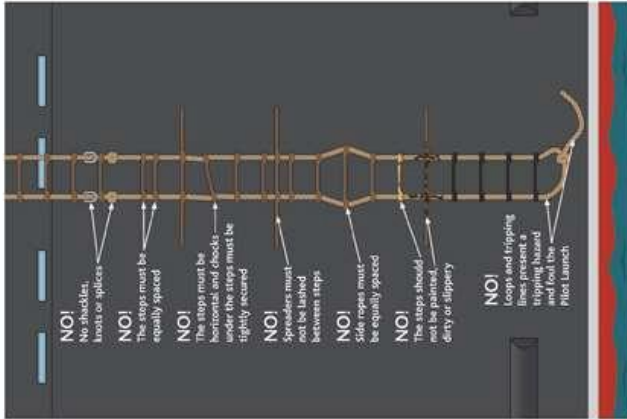 NO!
No shackles,
knots or splices
NO!
The steps must be
equally spaced
NO!
The steps must be
horizontal and chocks
under the steps must be
tightly secured
NO!
Spreaders must
not be lashed
between steps
NO!
Side ropes must
be equally spaced
NO!
The steps should
not be painted,
dirty or slippery
NO!
Loops and tripping
lines present a
tripping hazard
and foul the
Pilot Launch